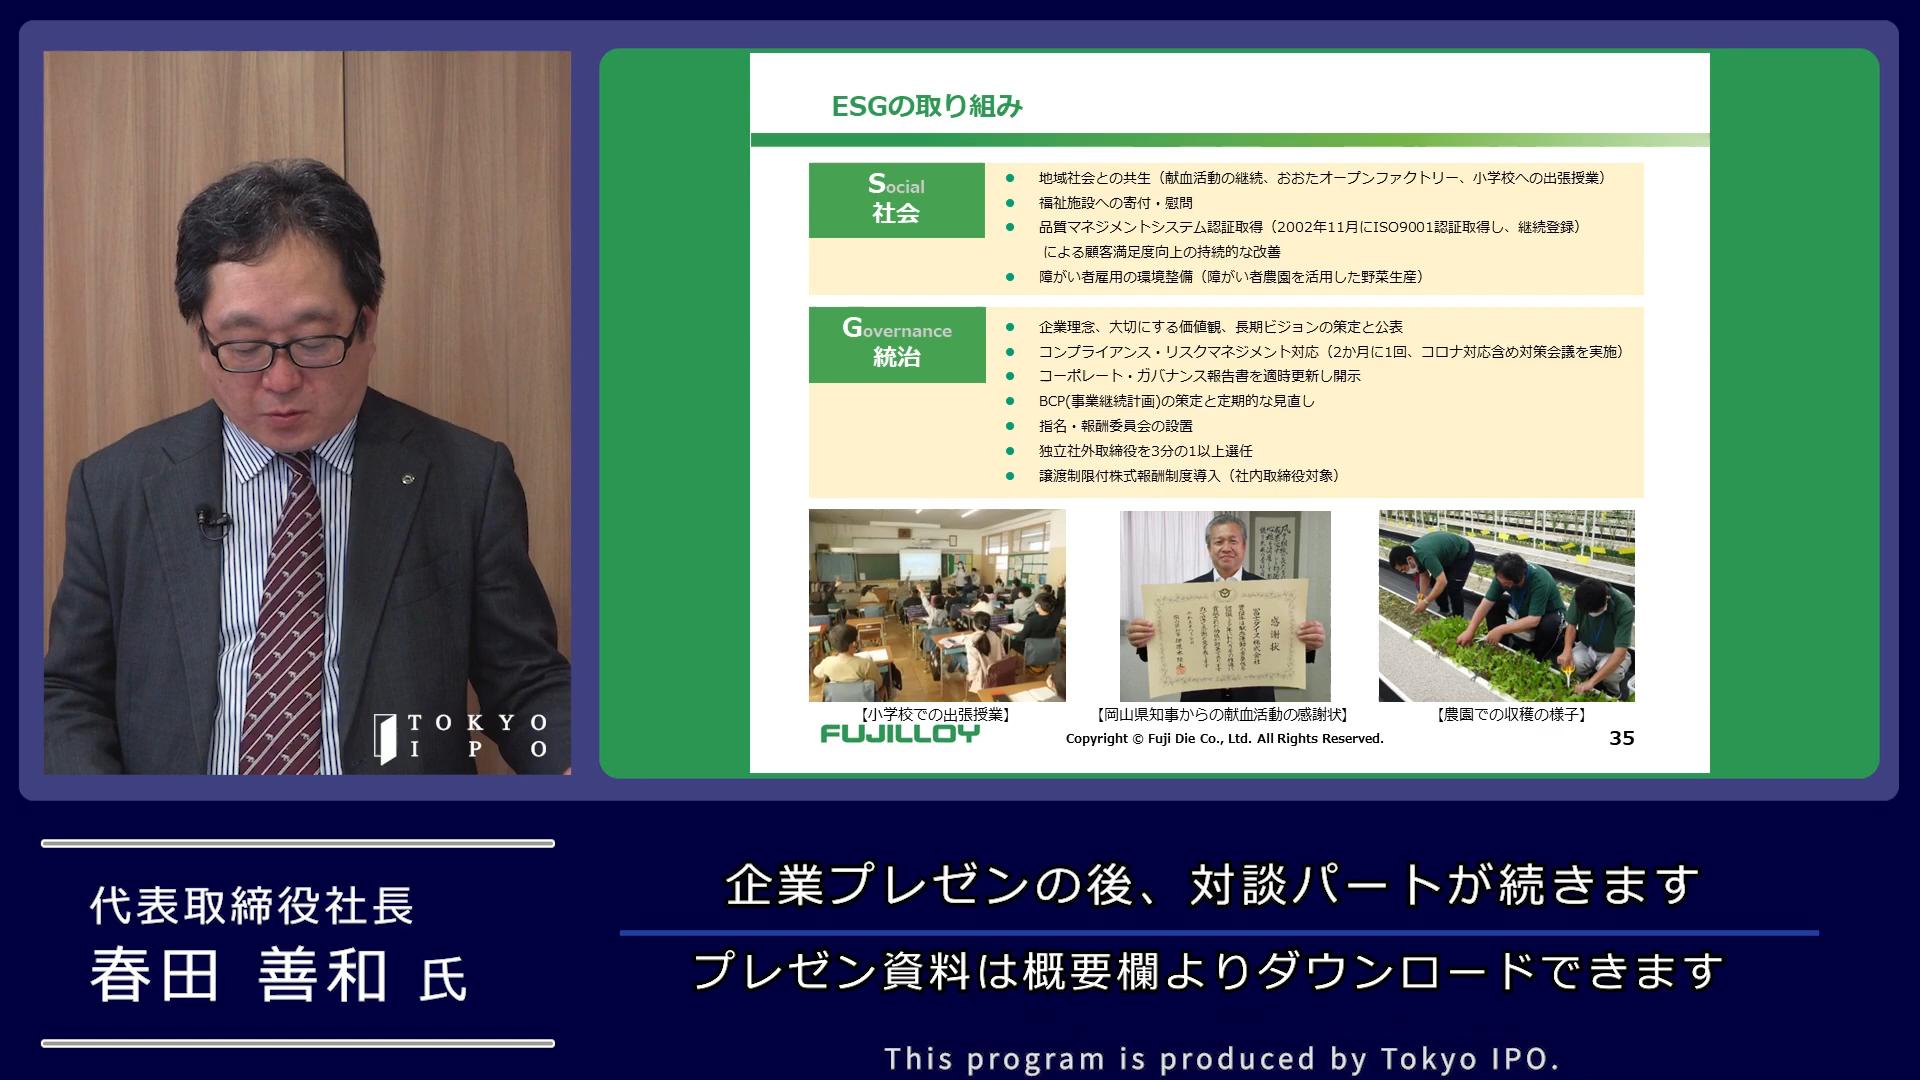 ESGの取り組み
Social
社会
地域社会との共生（献血活動の継続、おおたオープンファクトリー、小学校への出張授業）
福祉施設への寄付・慰問
品質マネジメントシステム認証取得（2002年11月にISO9001認証取得し、継続登録）
による顧客満足度向上の持続的な改善
障がい者雇用の環境整備（障がい者農園を活用した野菜生産）
Governance
統治
企業理念、大切にする価値観、長期ビジョンの策定と公表
コンプライアンス・リスクマネジメント対応（2か月に1回、コロナ対応含め対策会議を実施）
コーポレート・ガバナンス報告書を適時更新し開示
BCP(事業継続計画)の策定と定期的な見直し
指名・報酬委員会の設置
独立社外取締役を3分の1以上選任
譲渡制限付株式報酬制度導入（社内取締役対象）
感謝状
【小学校での出張授業】
【岡山県知事からの献血活動の感謝状】
【農園での収穫の様子】
FUJILLOY
Copyright © Fuji Die Co., Ltd. All Rights Reserved.
35
TOKYO
IPO
代表取締役社長
春田 善和 氏
企業プレゼンの後、対談パートが続きます
プレゼン資料は概要欄よりダウンロードできます
This program is produced by Tokyo IPO.